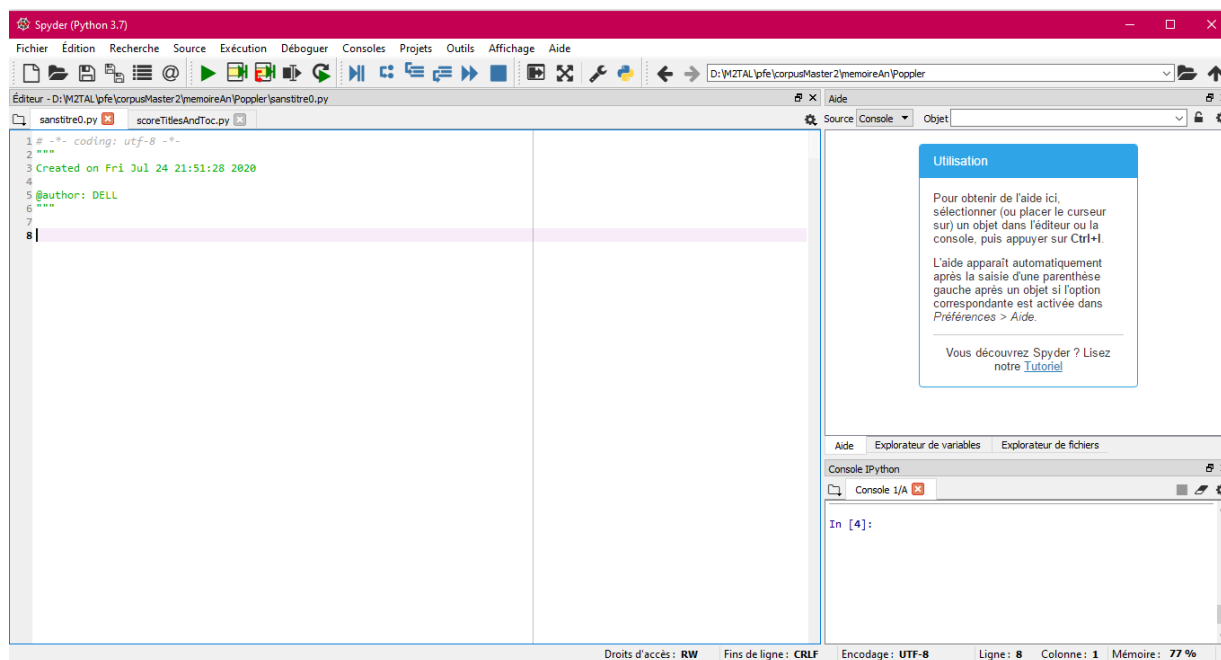 Spyder (Python 3.7)
Fichier Édition Recherche Source Exécution Déboguer Consoles Projets Outils Affichage Aide
D:\M2TAL\pfe\corpusMaster2\memoireAn\Poppler
Éditeur - D:\M2TAL\pfe\corpusMaster2\memoireAn\Poppler\sanstitre0.py
sanstitre0.py scoreTitlesAndToc.py
1 # -*- coding: utf-8 -*-
2 """
3 Created on Fri Jul 24 21:51:28 2020
4
5 @author: DELL
6 """
7
8
Aide
Source Console Objet
Utilisation
Pour obtenir de l'aide ici,
sélectionner (ou placer le curseur
sur) un objet dans l'éditeur ou la
console, puis appuyer sur Ctrl+I.
L'aide apparaît automatiquement
après la saisie d'une parenthèse
gauche après un objet si l'option
correspondante est activée dans
Préférences > Aide.
Vous découvrez Spyder ? Lisez
notre Tutoriel
Aide Explorateur de variables Explorateur de fichiers
Console IPython
Console 1/A
In [4]:
Droits d'accès : RW Fins de ligne : CRLF Encodage : UTF-8 Ligne : 8 Colonne : 1 Mémoire : 77 %